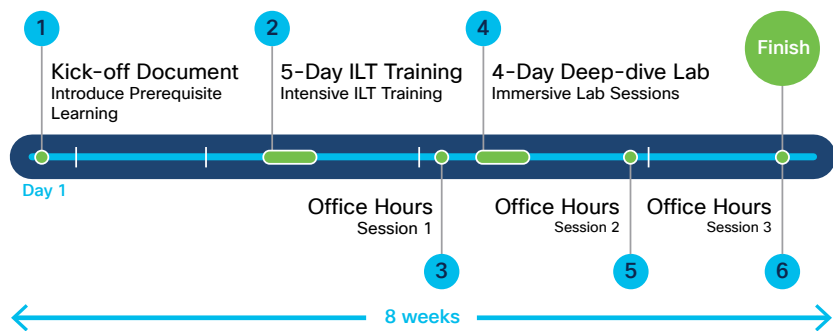 1
2
4
Finish
Kick-off Document
Introduce Prerequisite
Learning
5-Day ILT Training
Intensive ILT Training
4-Day Deep-dive Lab
Immersive Lab Sessions
Day 1
Office Hours
Session 1
Office Hours
Session 2
Office Hours
Session 3
3
5
6
8 weeks